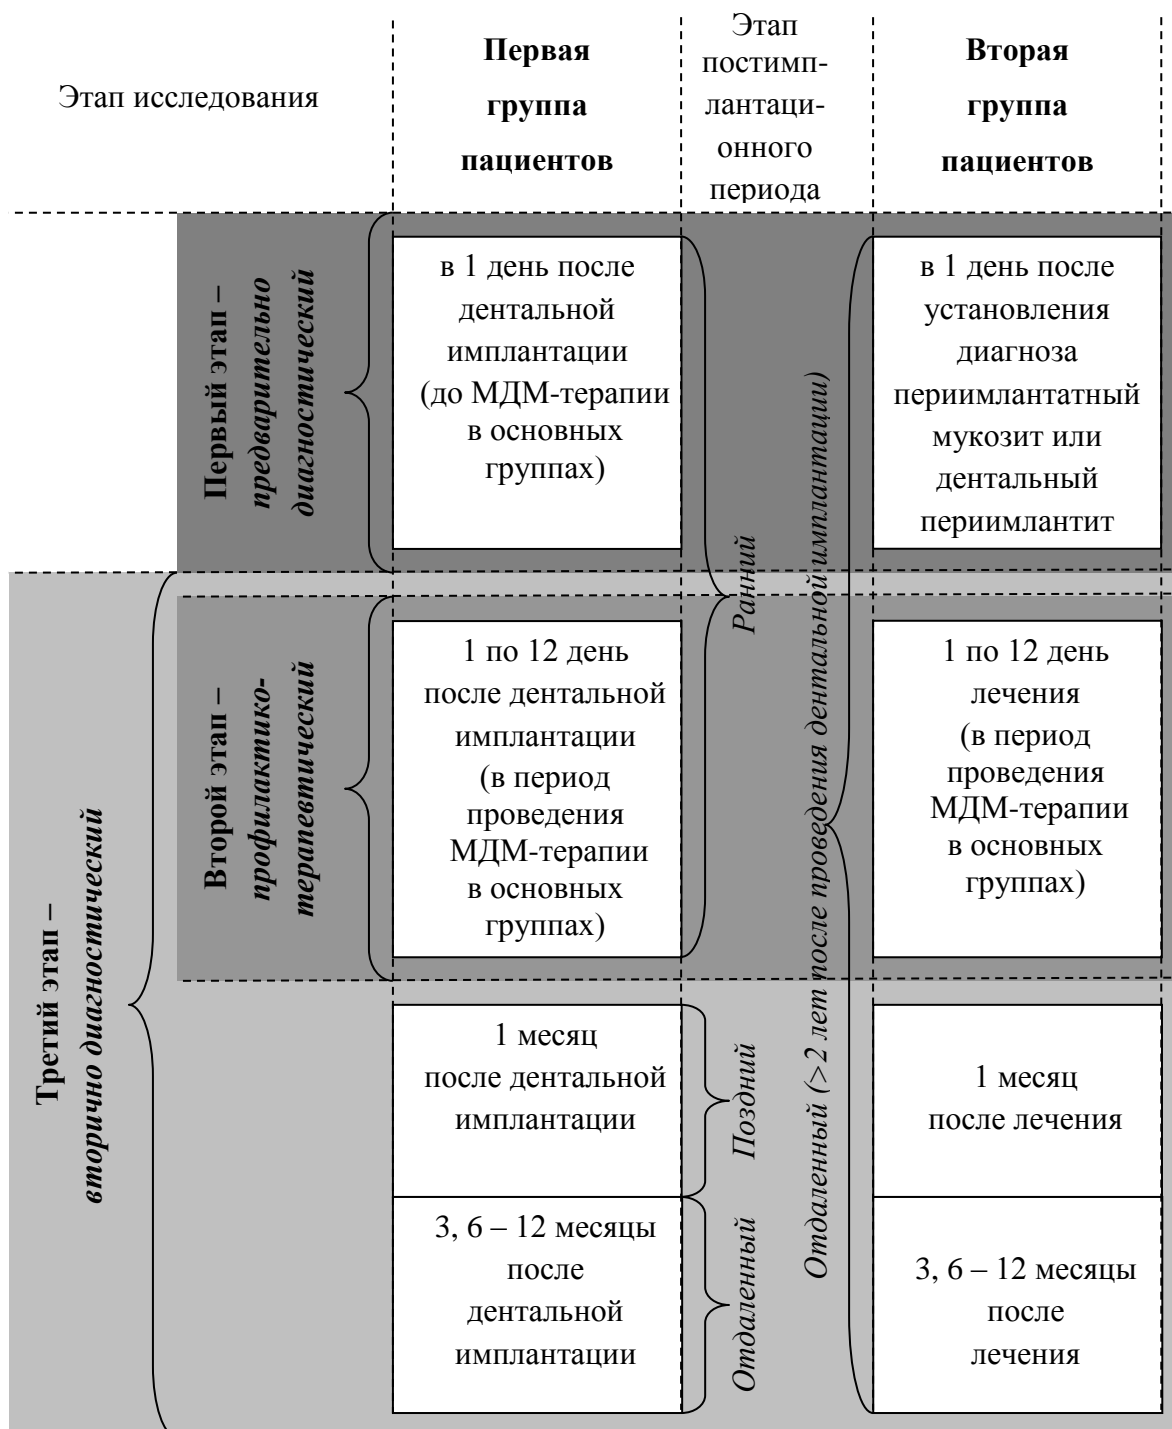 Этап исследования
Первая
группа
пациентов
Этап
постимп-
лантаци-
онного
периода
Вторая
группа
пациентов
Первый этап –
предварительно
диагностический
в 1 день после
дентальной
имплантации
(до МДМ-терапии
в основных
группах)
Ранний
Отдаленный (>2 лет после проведения дентальной имплантации)
в 1 день после
установления
диагноза
периимлантатный
мукозит или
дентальный
периимлантит
Третий этап –
вторично диагностический
Второй этап –
профилактико-
терапевтический
1 по 12 день
после дентальной
имплантации
(в период
проведения
МДМ-терапии
в основных
группах)
1 по 12 день
лечения
(в период
проведения
МДМ-терапии
в основных
группах)
1 месяц
после дентальной
имплантации
Поздний
1 месяц
после лечения
3, 6 – 12 месяцы
после
дентальной
имплантации
Отдаленный
3, 6 – 12 месяцы
после
лечения